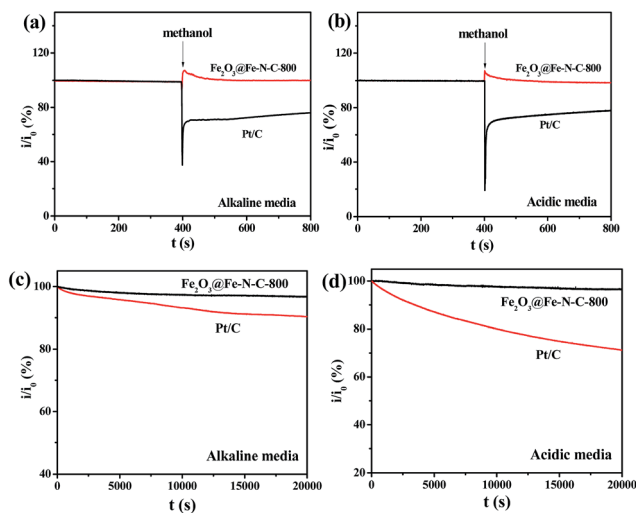 (a)
methanol
Fe₂O₃@Fe-N-C-800
Pt/C
Alkaline media
i/i₀ (%)
0
40
80
120
0 200 400 600 800
t (s)
(b)
methanol
Fe₂O₃@Fe-N-C-800
Pt/C
Acidic media
i/i₀ (%)
0
40
80
120
0 200 400 600 800
t (s)
(c)
Fe₂O₃@Fe-N-C-800
Pt/C
Alkaline media
i/i₀ (%)
100
80
60
40
0 5000 10000 15000 20000
t (s)
(d)
Fe₂O₃@Fe-N-C-800
Pt/C
Acidic media
i/i₀ (%)
100
80
60
40
20
0 5000 10000 15000 20000
t (s)